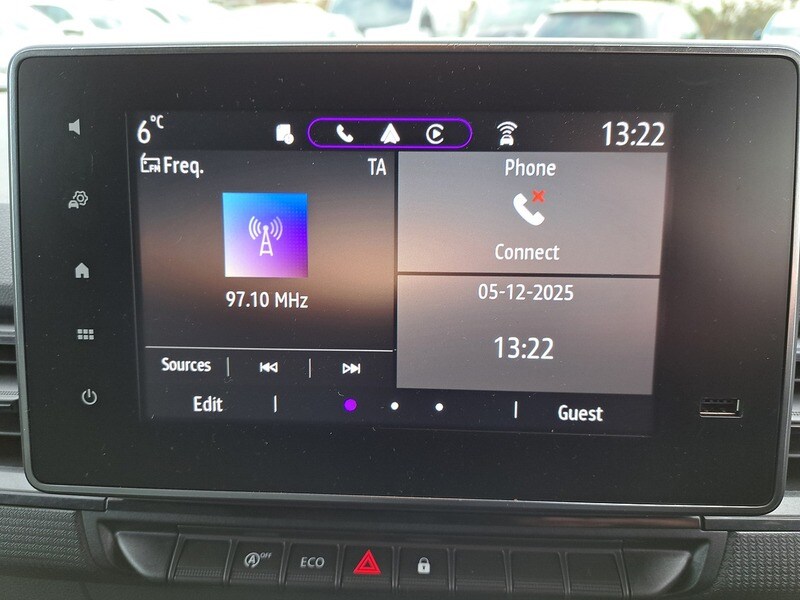 6°C
13:22
Freq.
TA
97.10 MHz
Sources
Phone
Connect
05-12-2025
13:22
Edit
Guest
A OFF
ECO